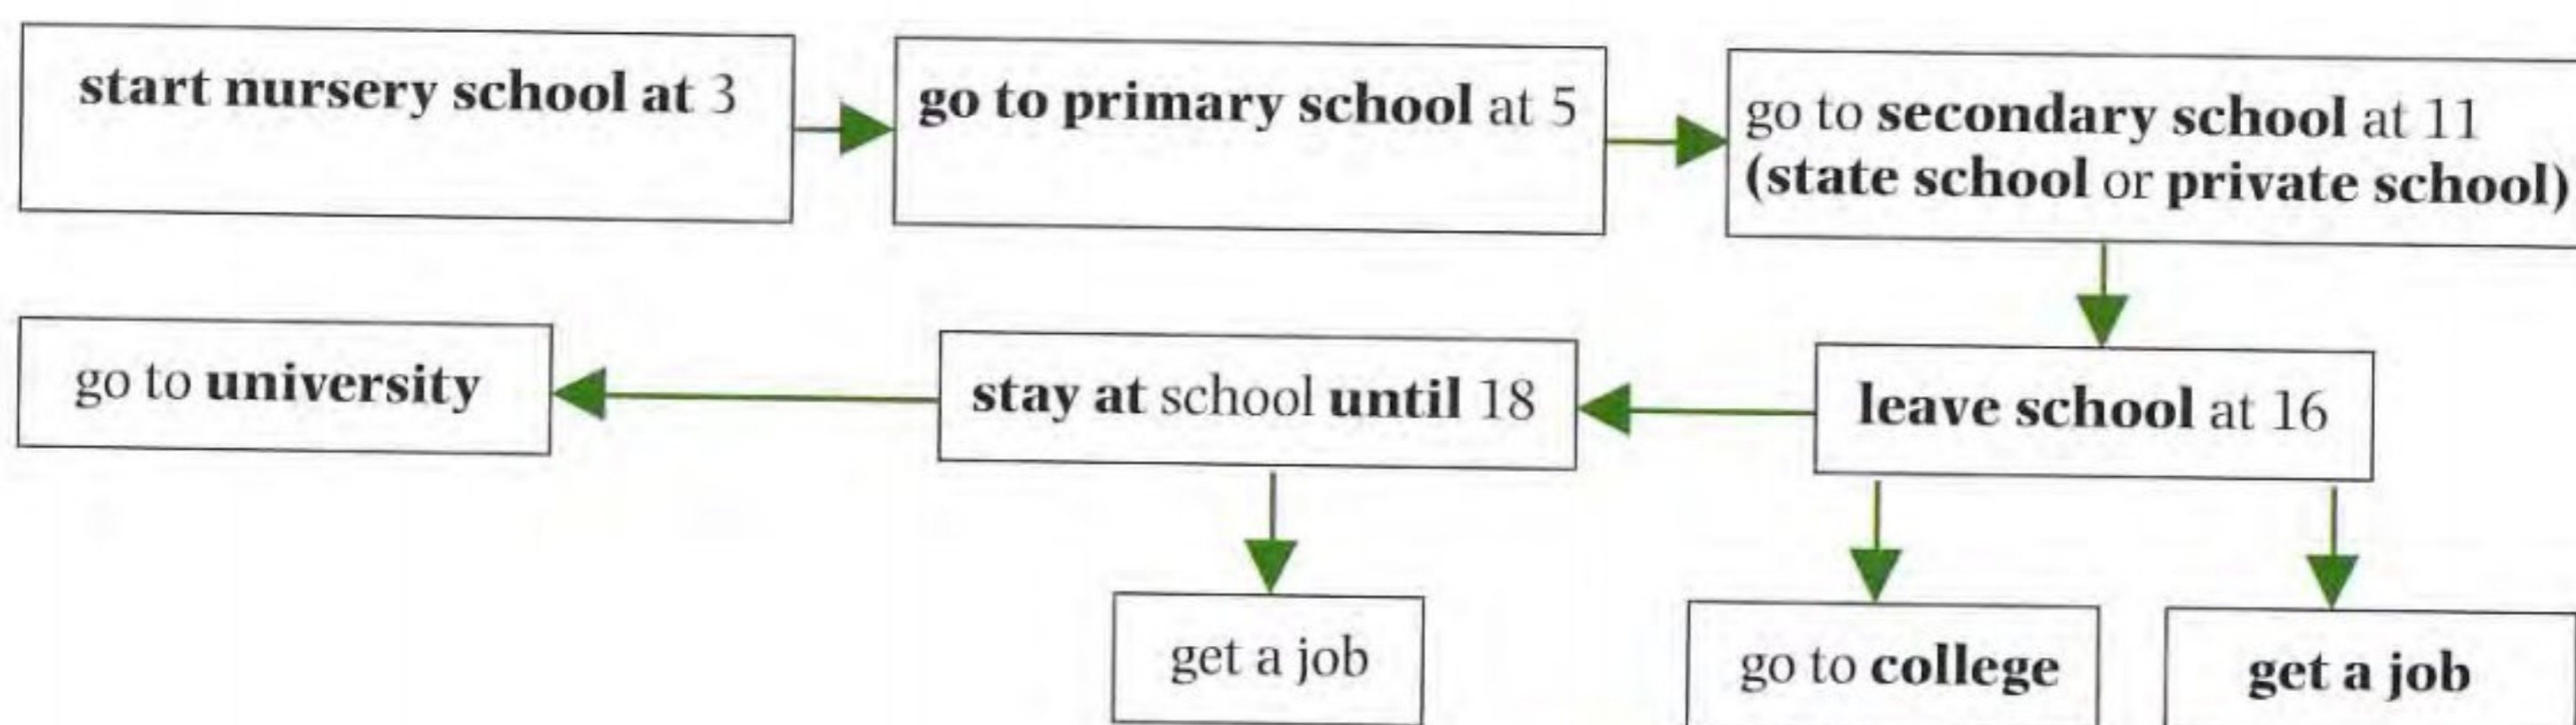 start nursery school at 3
go to primary school at 5
go to secondary school at 11
(state school or private school)
go to university
stay at school until 18
leave school at 16
get a job
go to college
get a job